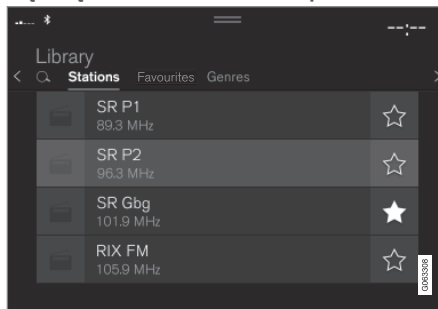 --:--
Library
Stations Favourites Genres
SR P1
89.3 MHz
SR P2
96.3 MHz
SR Gbg
101.9 MHz
RIX FM
105.9 MHz
G063308